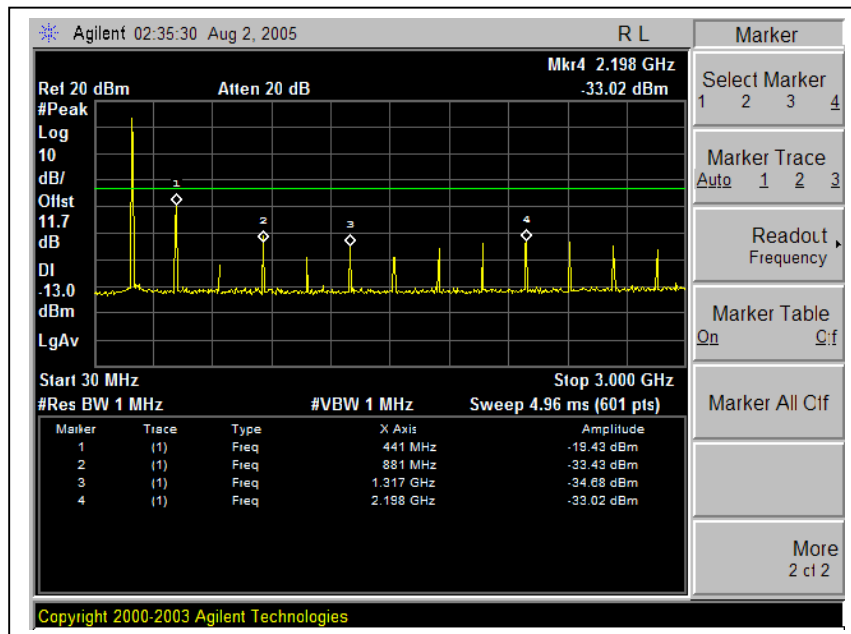 Agilent 02:35:30 Aug 2, 2005 R L
Mkr4 2.198 GHz
Ref 20 dBm Atten 20 dB -33.02 dBm
#Peak
Log
10
dB/
Offst
11.7
dB
DI
-13.0
dBm
LgAv
1
2
3
4
Start 30 MHz Stop 3.000 GHz
#Res BW 1 MHz #VBW 1 MHz Sweep 4.96 ms (601 pts)
Marker Trace Type X Axis Amplitude
1 (1) Freq 441 MHz -19.43 dBm
2 (1) Freq 881 MHz -33.43 dBm
3 (1) Freq 1.317 GHz -34.68 dBm
4 (1) Freq 2.198 GHz -33.02 dBm
Copyright 2000-2003 Agilent Technologies
Marker
Select Marker
1 2 3 4
Marker Trace
Auto 1 2 3
Readout
Frequency
Marker Table
On Off
Marker All Off
More
2 of 2